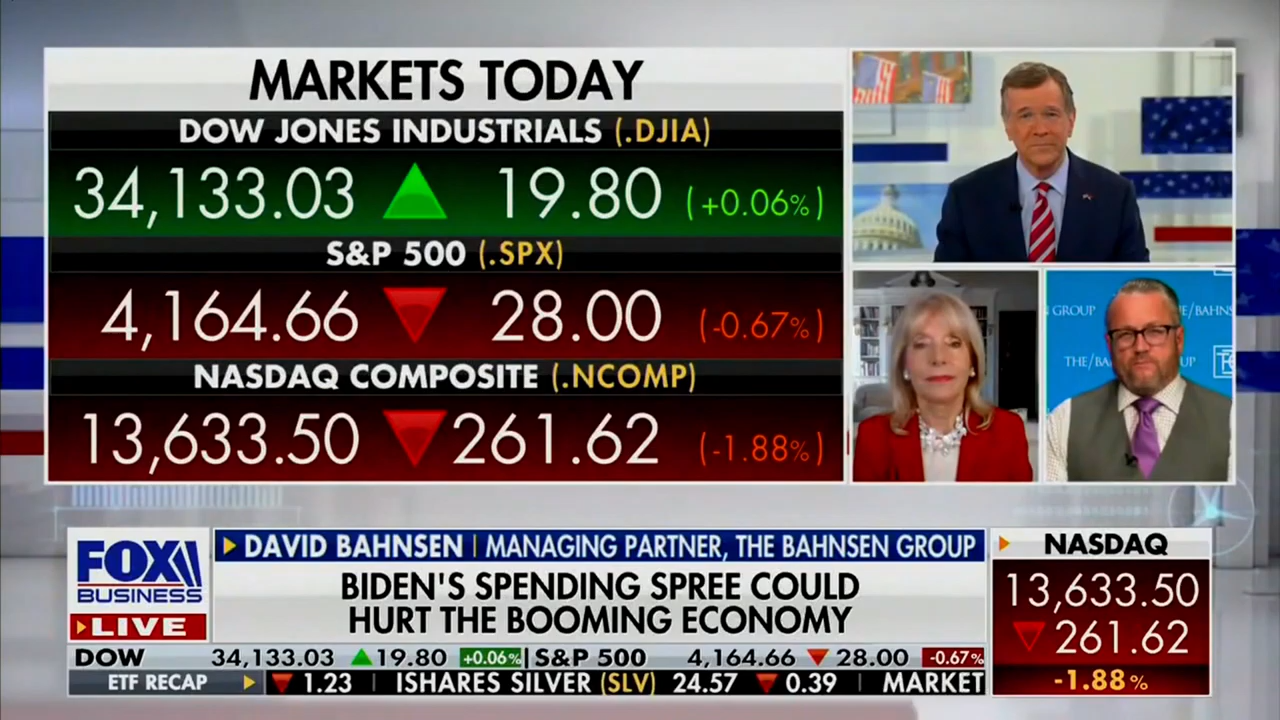 MARKETS TODAY
DOW JONES INDUSTRIALS (.DJIA)
34,133.03 19.80 (+0.06%)
S&P 500 (.SPX)
4,164.66 28.00 (-0.67%)
NASDAQ COMPOSITE (.NCOMP)
13,633.50 261.62 (-1.88%)
GROUP
THE/BA
UP
FOX
BUSINESS
LIVE
DAVID BAHNSEN | MANAGING PARTNER, THE BAHNSEN GROUP
BIDEN'S SPENDING SPREE COULD
HURT THE BOOMING ECONOMY
NASDAQ
13,633.50
261.62
-1.88%
DOW 34,133.03 19.80 +0.06% | S&P 500 4,164.66 28.00 -0.67%
ETF RECAP 1.23 | ISHARES SILVER (SLV) 24.57 0.39 | MARKET